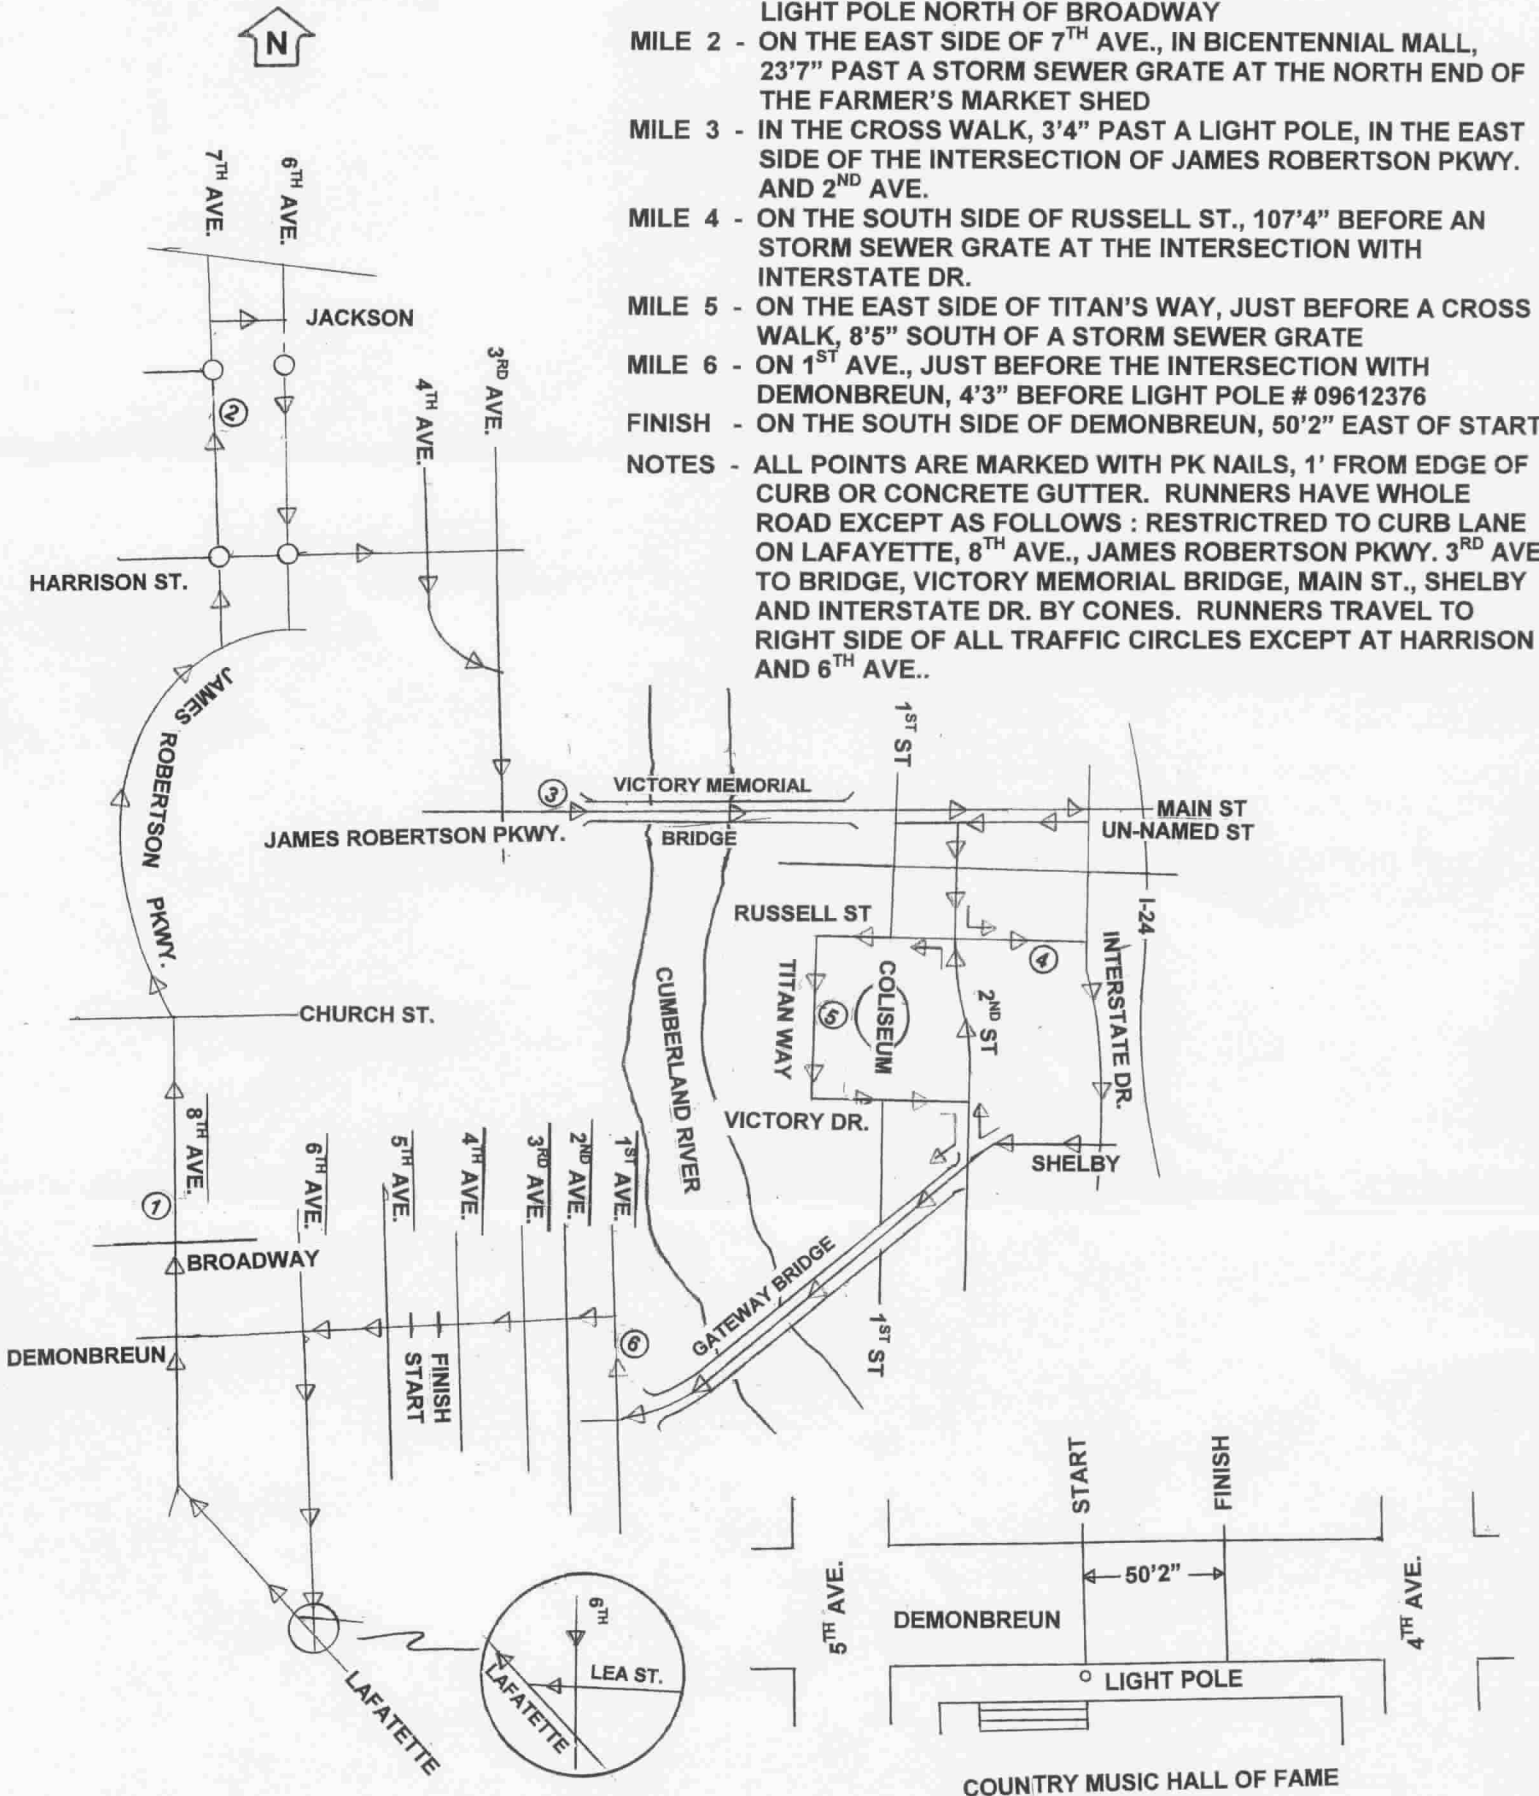 LIGHT POLE NORTH OF BROADWAY
MILE 2 - ON THE EAST SIDE OF 7TH AVE., IN BICENTENNIAL MALL,
23'7" PAST A STORM SEWER GRATE AT THE NORTH END OF
THE FARMER'S MARKET SHED
MILE 3 - IN THE CROSS WALK, 3'4" PAST A LIGHT POLE, IN THE EAST
SIDE OF THE INTERSECTION OF JAMES ROBERTSON PKWY.
AND 2ND AVE.
MILE 4 - ON THE SOUTH SIDE OF RUSSELL ST., 107'4" BEFORE AN
STORM SEWER GRATE AT THE INTERSECTION WITH
INTERSTATE DR.
MILE 5 - ON THE EAST SIDE OF TITAN'S WAY, JUST BEFORE A CROSS
WALK, 8'5" SOUTH OF A STORM SEWER GRATE
MILE 6 - ON 1ST AVE., JUST BEFORE THE INTERSECTION WITH
DEMONBREUN, 4'3" BEFORE LIGHT POLE # 09612376
FINISH - ON THE SOUTH SIDE OF DEMONBREUN, 50'2" EAST OF START
NOTES - ALL POINTS ARE MARKED WITH PK NAILS, 1' FROM EDGE OF
CURB OR CONCRETE GUTTER. RUNNERS HAVE WHOLE
ROAD EXCEPT AS FOLLOWS : RESTRICTRED TO CURB LANE
ON LAFAYETTE, 8TH AVE., JAMES ROBERTSON PKWY. 3RD AVE
TO BRIDGE, VICTORY MEMORIAL BRIDGE, MAIN ST., SHELBY
AND INTERSTATE DR. BY CONES. RUNNERS TRAVEL TO
RIGHT SIDE OF ALL TRAFFIC CIRCLES EXCEPT AT HARRISON
AND 6TH AVE..
N
7TH AVE.
6TH AVE.
JACKSON
2
4TH AVE.
3RD AVE.
HARRISON ST.
JAMES ROBERTSON PKWY.
1ST ST
3
VICTORY MEMORIAL
BRIDGE
JAMES ROBERTSON PKWY.
MAIN ST
UN-NAMED ST
RUSSELL ST
I-24
4
INTERSTATE DR.
TITAN WAY
5
COLISEUM
2ND ST
CUMBERLAND RIVER
CHURCH ST.
VICTORY DR.
SHELBY
8TH AVE.
1
6TH AVE.
5TH AVE.
4TH AVE.
3RD AVE.
2ND AVE.
1ST AVE.
BROADWAY
GATEWAY BRIDGE
1ST ST
6
DEMONBREUN
START
FINISH
LAFATETTE
6TH
LEA ST.
LAFATETTE
START
FINISH
50'2"
5TH AVE.
DEMONBREUN
4TH AVE.
LIGHT POLE
COUNTRY MUSIC HALL OF FAME